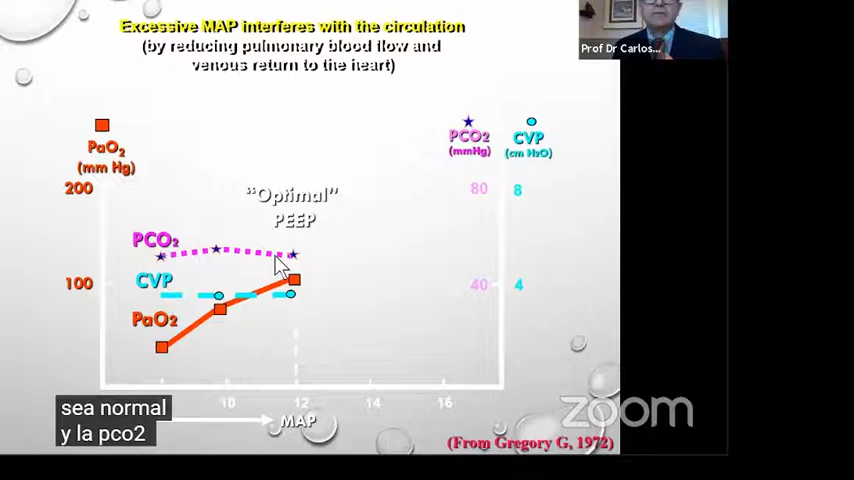 Excessive MAP interferes with the circulation
(by reducing pulmonary blood flow and
venous return to the heart)
Prof Dr Carlos...
PaO2
(mm Hg)
PCO2
(mmHg)
CVP
(cm H2O)
200
80
8
"Optimal"
PEEP
PCO2
CVP
100
40
4
PaO2
10
12
14
16
MAP
sea normal
y la pco2
zoom
(From Gregory G, 1972)